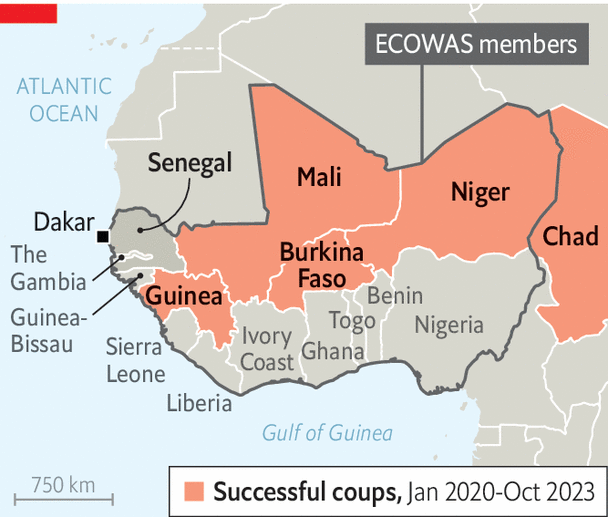 ECOWAS members
ATLANTIC
OCEAN
Senegal
Mali
Niger
Dakar
Chad
The
Gambia
Burkina
Faso
Guinea
Guinea-
Bissau
Benin
Togo
Nigeria
Ivory
Coast
Ghana
Sierra
Leone
Liberia
Gulf of Guinea
750 km
Successful coups, Jan 2020-Oct 2023